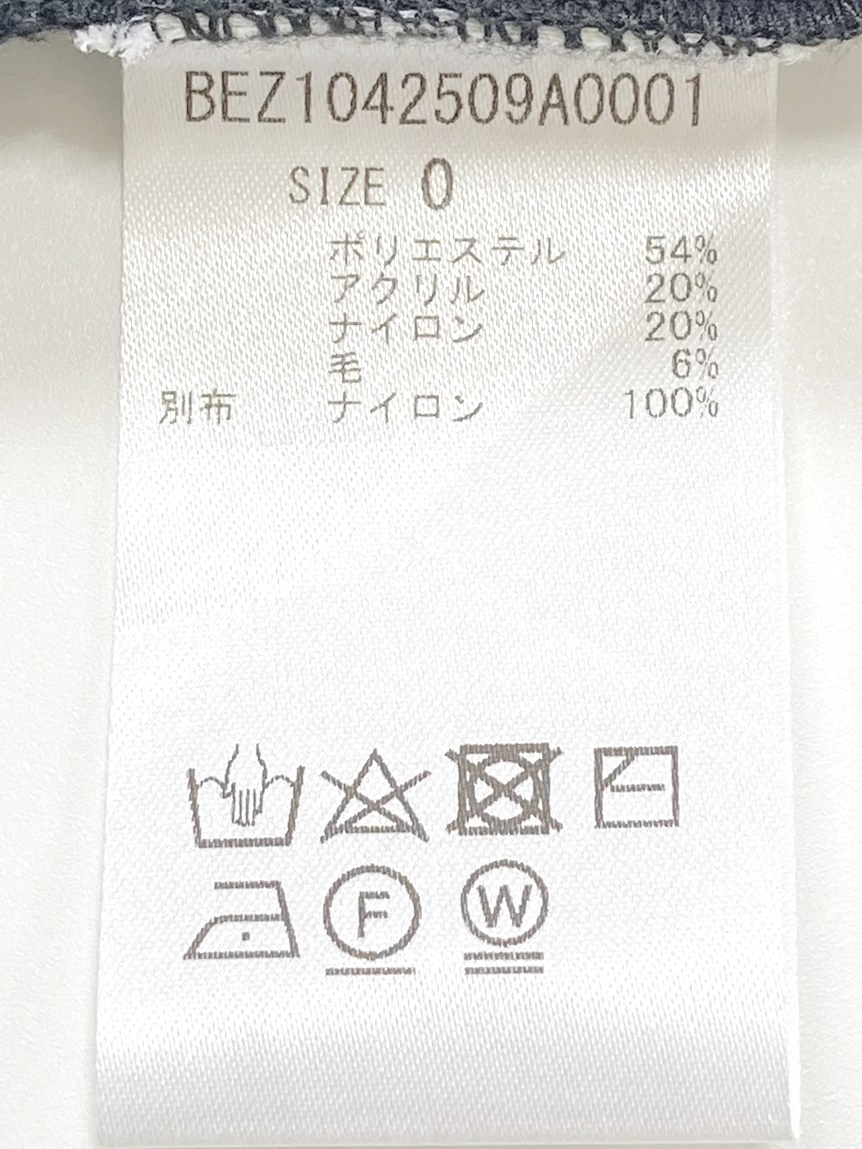 BEZ1042509A0001
SIZE 0
ポリエステル 54%
アクリル 20%
ナイロン 20%
毛 6%
別布 ナイロン 100%
F W